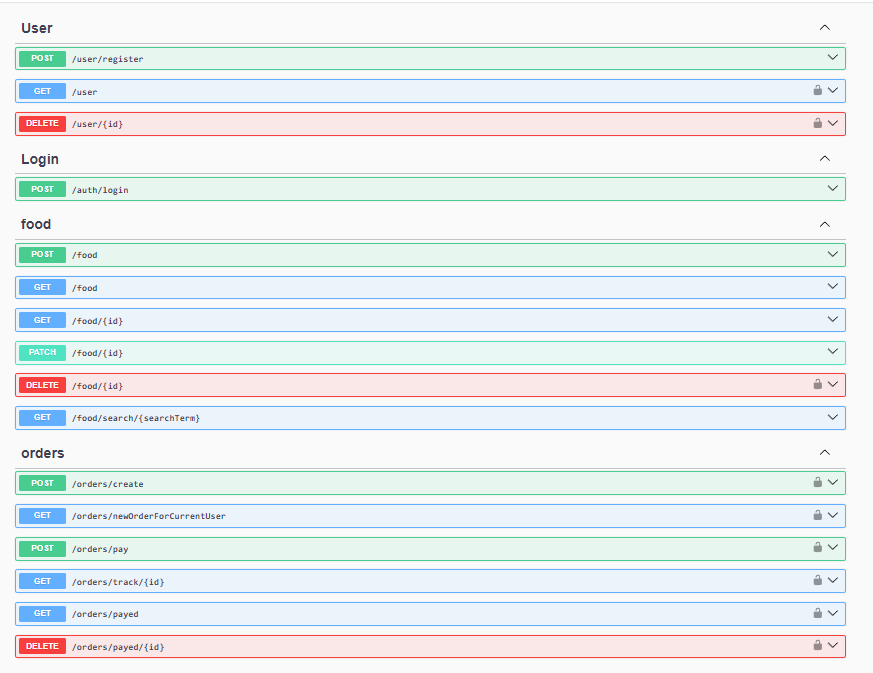 User
POST /user/register
GET /user
DELETE /user/{id}
Login
POST /auth/login
food
POST /food
GET /food
GET /food/{id}
PATCH /food/{id}
DELETE /food/{id}
GET /food/search/{searchTerm}
orders
POST /orders/create
GET /orders/newOrderForCurrentUser
POST /orders/pay
GET /orders/track/{id}
GET /orders/payed
DELETE /orders/payed/{id}